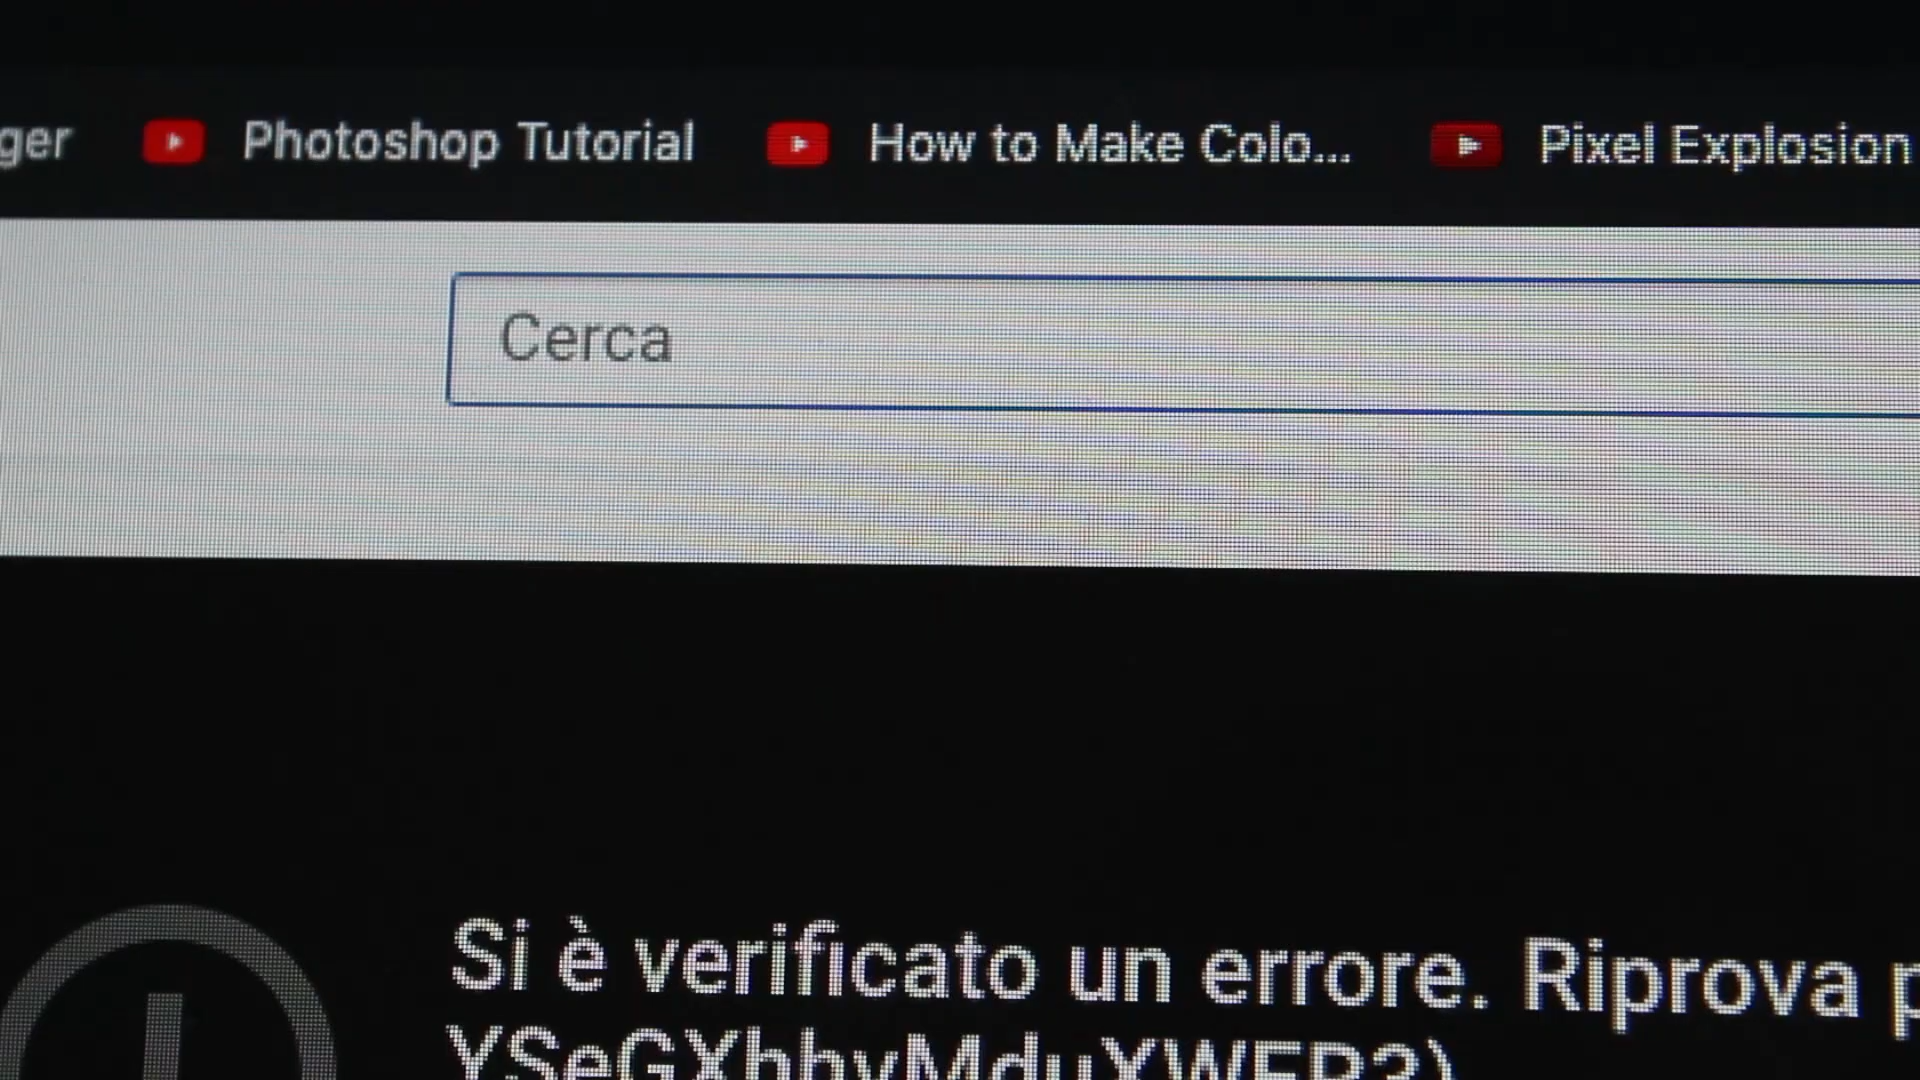 ger Photoshop Tutorial How to Make Colo... Pixel Explosion
Cerca
Si è verificato un errore. Riprova p